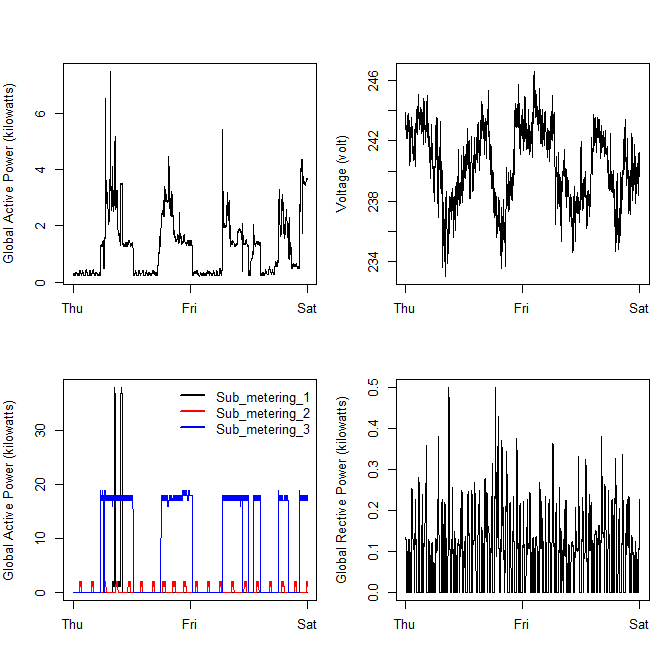 Global Active Power (kilowatts)
0 2 4 6
Thu Fri Sat
Voltage (volt)
234 238 242 246
Thu Fri Sat
Global Active Power (kilowatts)
0 10 20 30
Sub_metering_1
Sub_metering_2
Sub_metering_3
Thu Fri Sat
Global Rective Power (kilowatts)
0.0 0.1 0.2 0.3 0.4 0.5
Thu Fri Sat